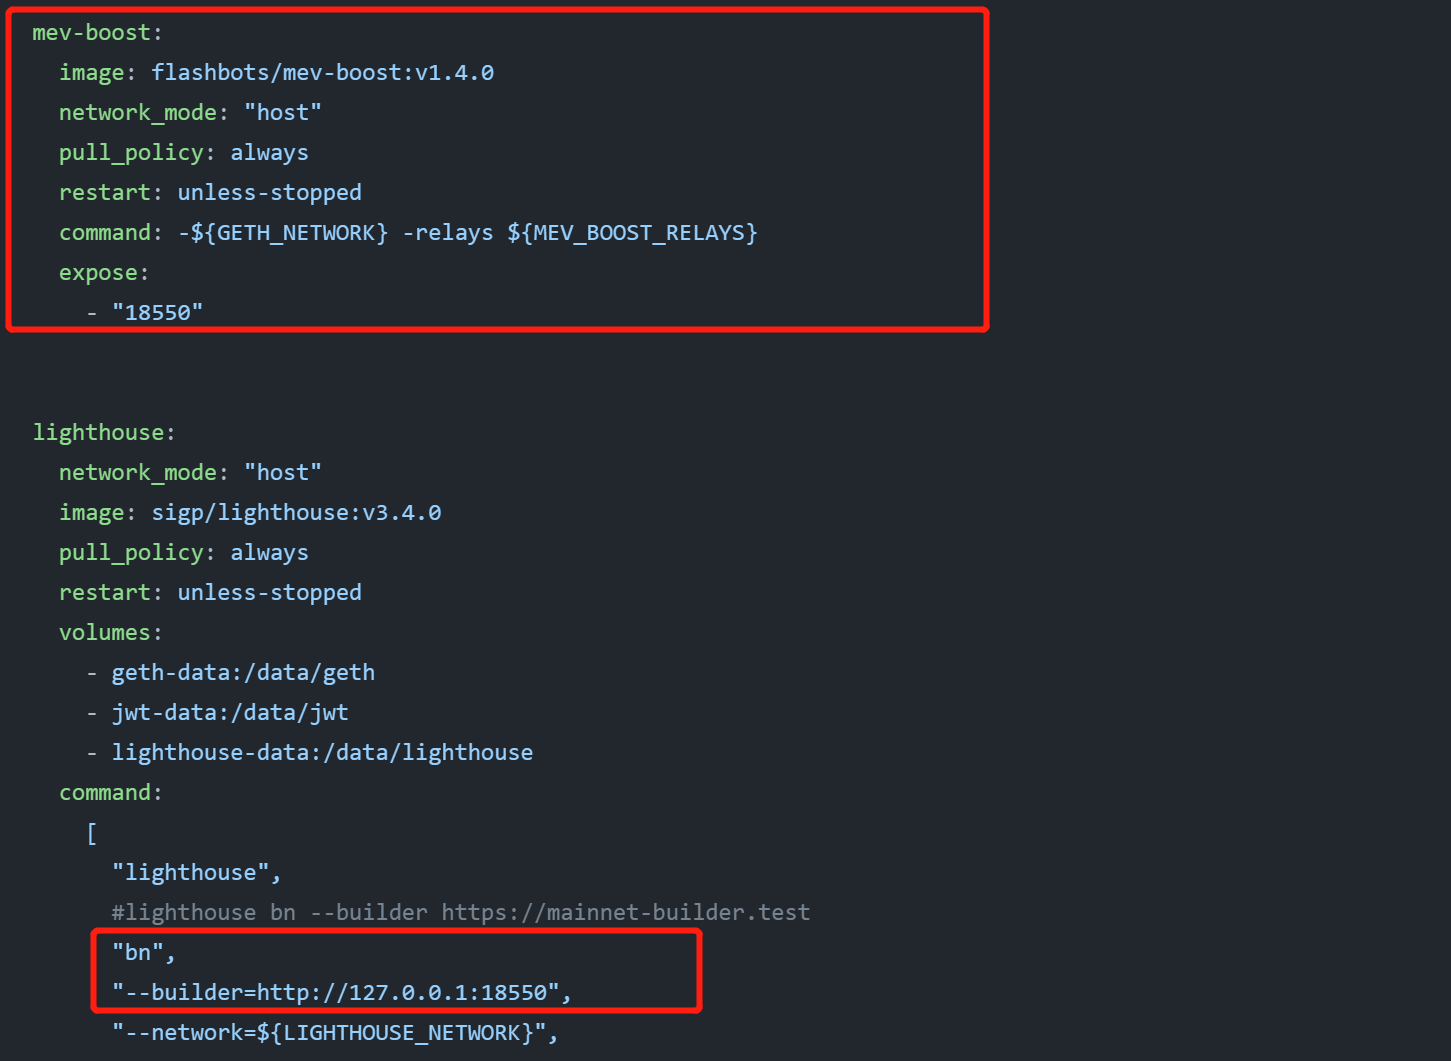 mev-boost:
image: flashbots/mev-boost:v1.4.0
network_mode: "host"
pull_policy: always
restart: unless-stopped
command: -${GETH_NETWORK} -relays ${MEV_BOOST_RELAYS}
expose:
- "18550"
lighthouse:
network_mode: "host"
image: sigp/lighthouse:v3.4.0
pull_policy: always
restart: unless-stopped
volumes:
- geth-data:/data/geth
- jwt-data:/data/jwt
- lighthouse-data:/data/lighthouse
command:
[
"lighthouse",
#lighthouse bn --builder https://mainnet-builder.test
"bn",
"--builder=http://127.0.0.1:18550",
"--network=${LIGHTHOUSE_NETWORK}",